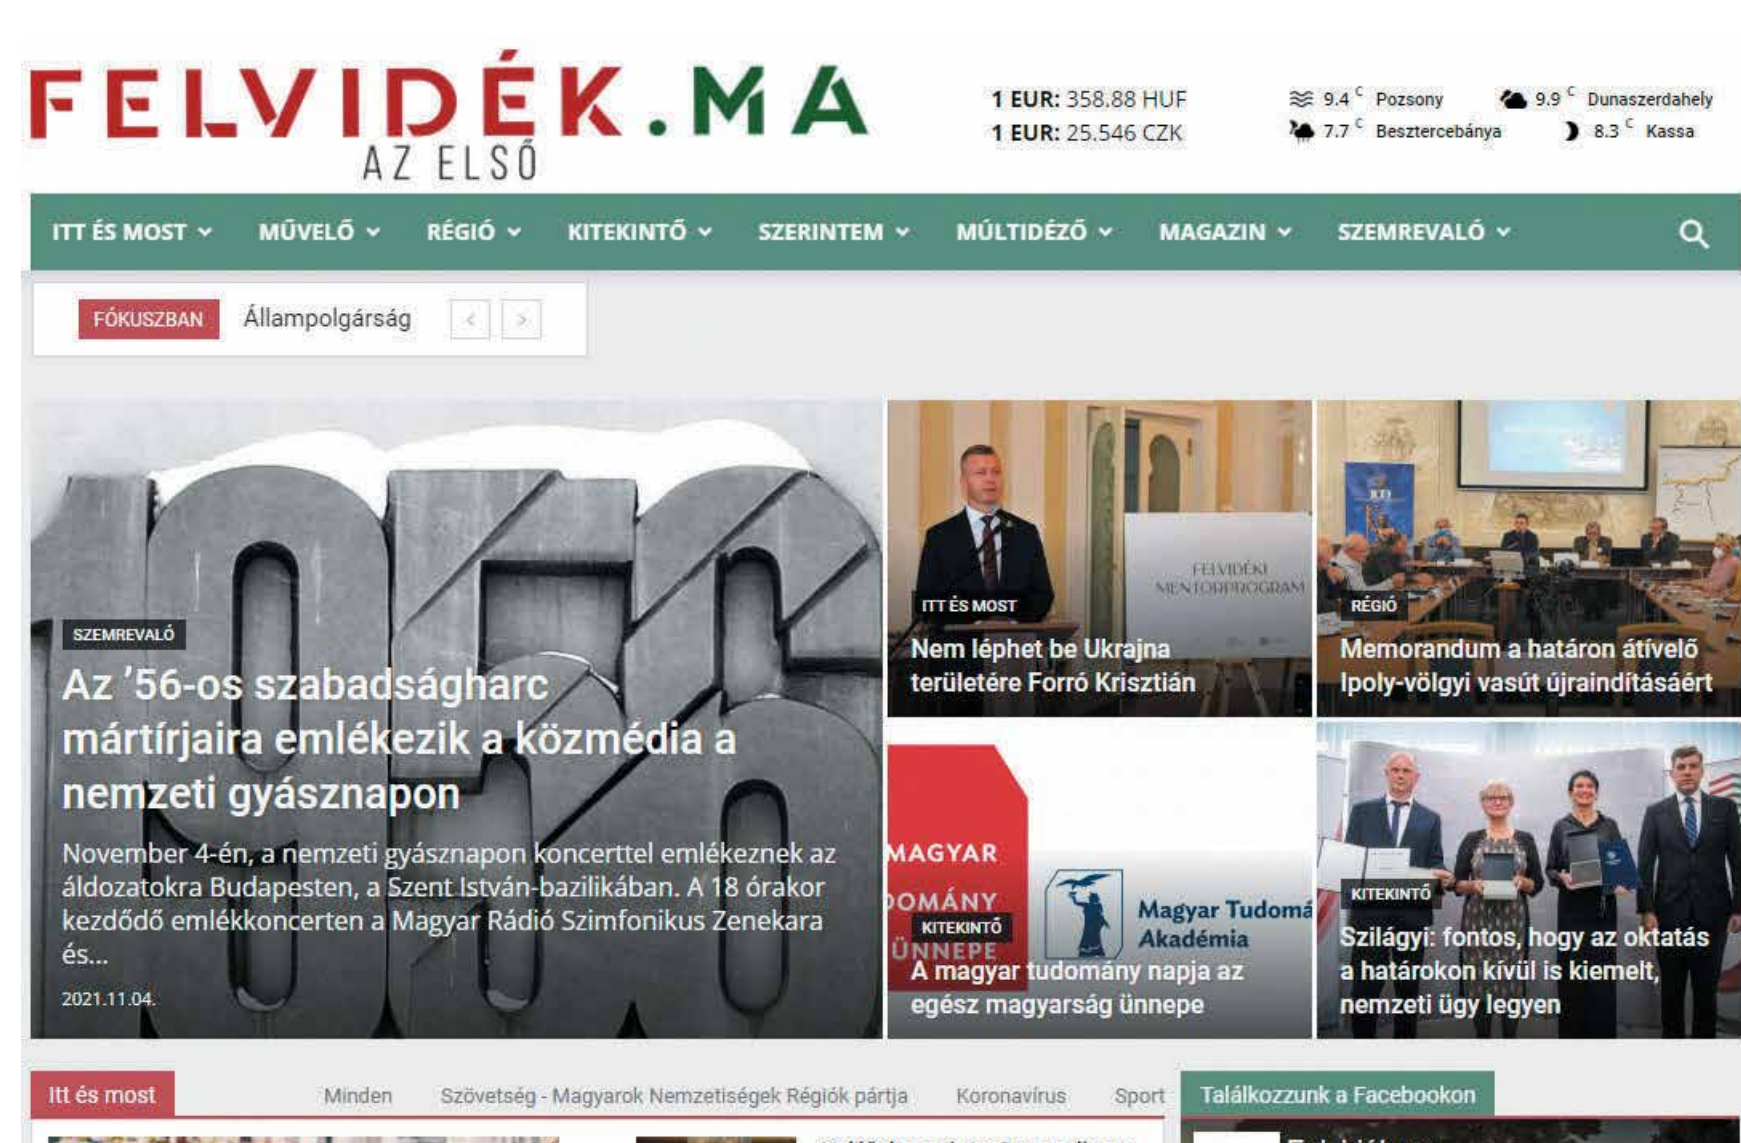 FELVIDÉK.MA
AZ ELSŐ
1 EUR: 358.88 HUF
1 EUR: 25.546 CZK
9.4 C Pozsony
9.9 C Dunaszerdahely
7.7 C Besztercebánya
8.3 C Kassa
ITT ÉS MOST
MŰVELŐ
RÉGIÓ
KITEKINTŐ
SZERINTEM
MÚLTIDÉZŐ
MAGAZIN
SZEMREVALÓ
FÓKUSZBAN
Állampolgárság
1956
SZEMREVALÓ
Az ’56-os szabadságharc
mártírjaira emlékezik a közmédia a
nemzeti gyásznapon
November 4-én, a nemzeti gyásznapon koncerttel emlékeznek az
áldozatokra Budapesten, a Szent István-bazilikában. A 18 órakor
kezdődő emlékkoncerten a Magyar Rádió Szimfonikus Zenekara
és...
2021.11.04.
FELVIDÉKI
MENTORPROGRAM
ITT ÉS MOST
Nem léphet be Ukrajna
területére Forró Krisztián
RÉGIÓ
Memorandum a határon átívelő
Ipoly-völgyi vasút újraindításáért
MAGYAR
DOMÁNY
ÜNNEPE
Magyar Tudomá
Akadémia
KITEKINTŐ
A magyar tudomány napja az
egész magyarság ünnepe
KITEKINTŐ
Szilágyi: fontos, hogy az oktatás
a határokon kívül is kiemelt,
nemzeti ügy legyen
Itt és most
Minden
Szövetség - Magyarok Nemzetiségek Régiók pártja
Koronavírus
Sport
Találkozzunk a Facebookon